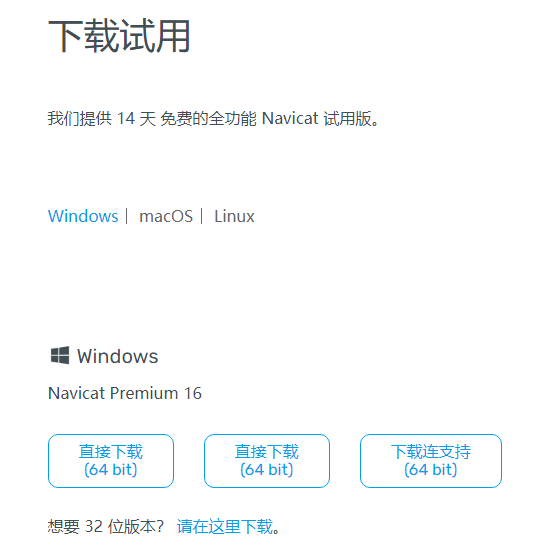 下载试用
我们提供 14 天 免费的全功能 Navicat 试用版。
Windows | macOS | Linux
Windows
Navicat Premium 16
直接下载
(64 bit)
直接下载
(64 bit)
下载连支持
(64 bit)
想要 32 位版本? 请在这里下载。